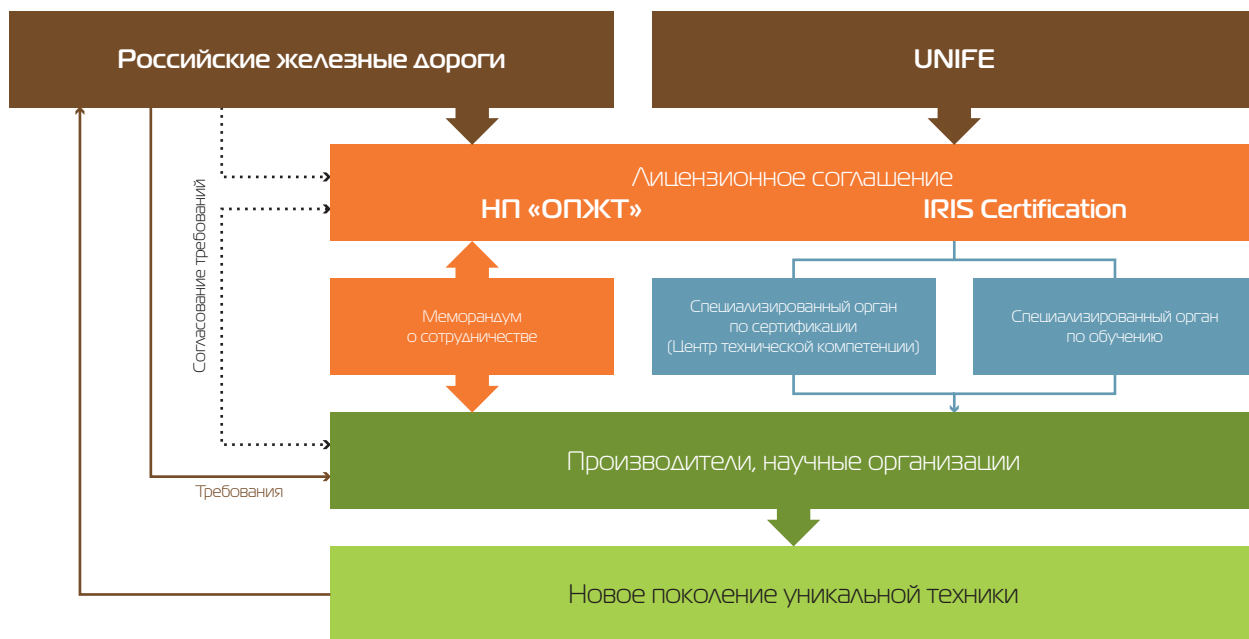 Российские железные дороги
UNIFE
Лицензионное соглашение
НП «ОПЖТ»
IRIS Certification
Согласование требований
Меморандум
о сотрудничестве
Специализированный орган
по сертификации
(Центр технической компетенции)
Специализированный орган
по обучению
Производители, научные организации
Требования
Новое поколение уникальной техники